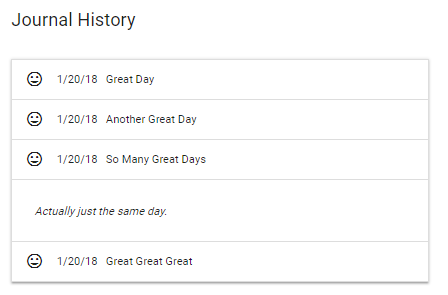 Journal History
1/20/18 Great Day
1/20/18 Another Great Day
1/20/18 So Many Great Days
Actually just the same day.
1/20/18 Great Great Great